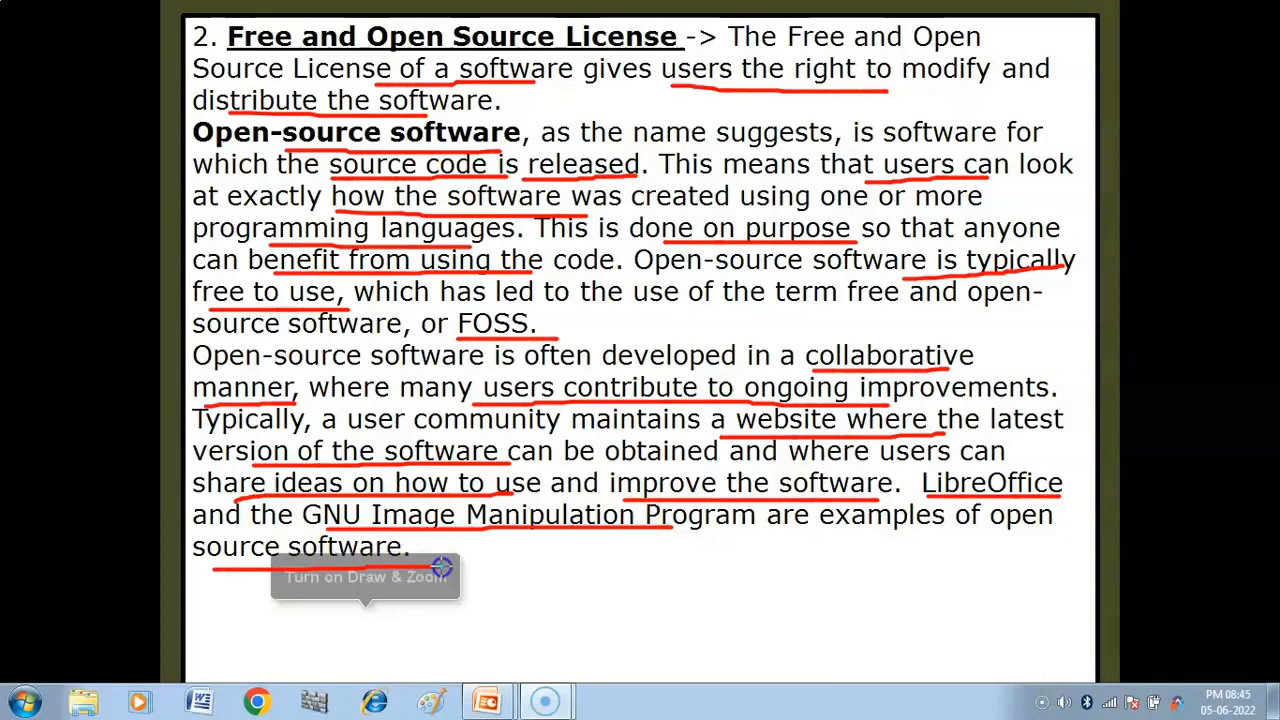 2. Free and Open Source License -> The Free and Open
Source License of a software gives users the right to modify and
distribute the software.
Open-source software, as the name suggests, is software for
which the source code is released. This means that users can look
at exactly how the software was created using one or more
programming languages. This is done on purpose so that anyone
can benefit from using the code. Open-source software is typically
free to use, which has led to the use of the term free and open-
source software, or FOSS.
Open-source software is often developed in a collaborative
manner, where many users contribute to ongoing improvements.
Typically, a user community maintains a website where the latest
version of the software can be obtained and where users can
share ideas on how to use and improve the software. LibreOffice
and the GNU Image Manipulation Program are examples of open
source software.
Turn on Draw & Zoom
PM 08:45
05-06-2022